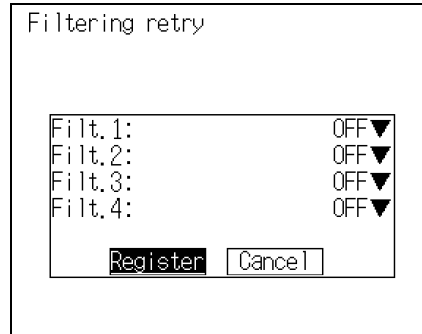 Filtering retry
Filt.1: OFF▼
Filt.2: OFF▼
Filt.3: OFF▼
Filt.4: OFF▼
Register Cancel